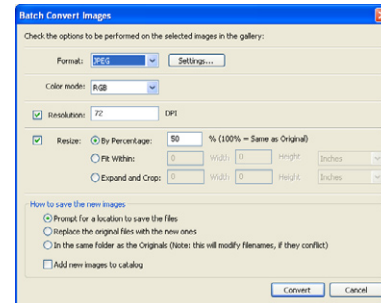 Batch Convert Images
Check the options to be performed on the selected images in the gallery:
Format: JPEG Settings...
Color mode: RGB
Resolution: 72 DPI
Resize: By Percentage: 50 % (100% = Same as Original)
Fit Within: 0 Width: 0 Height Inches
Expand and Crop: 0 Width: 0 Height Inches
How to save the new images
Prompt for a location to save the files
Replace the original files with the new ones
In the same folder as the Originals (Note: this will modify filenames, if they conflict)
Add new images to catalog
Convert Cancel